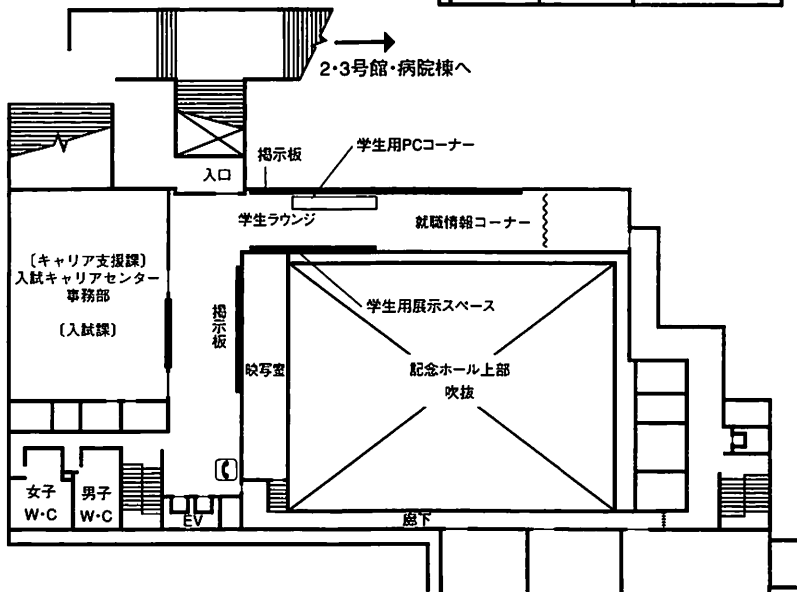 2・3号館・病院棟へ
学生用PCコーナー
掲示板
入口
学生ラウンジ
就職情報コーナー
〔キャリア支援課〕
入試キャリアセンター
事務部
〔入試課〕
学生用展示スペース
掲示板
映写室
記念ホール上部
吹抜
女子
W・C
男子
W・C
EV
廊下